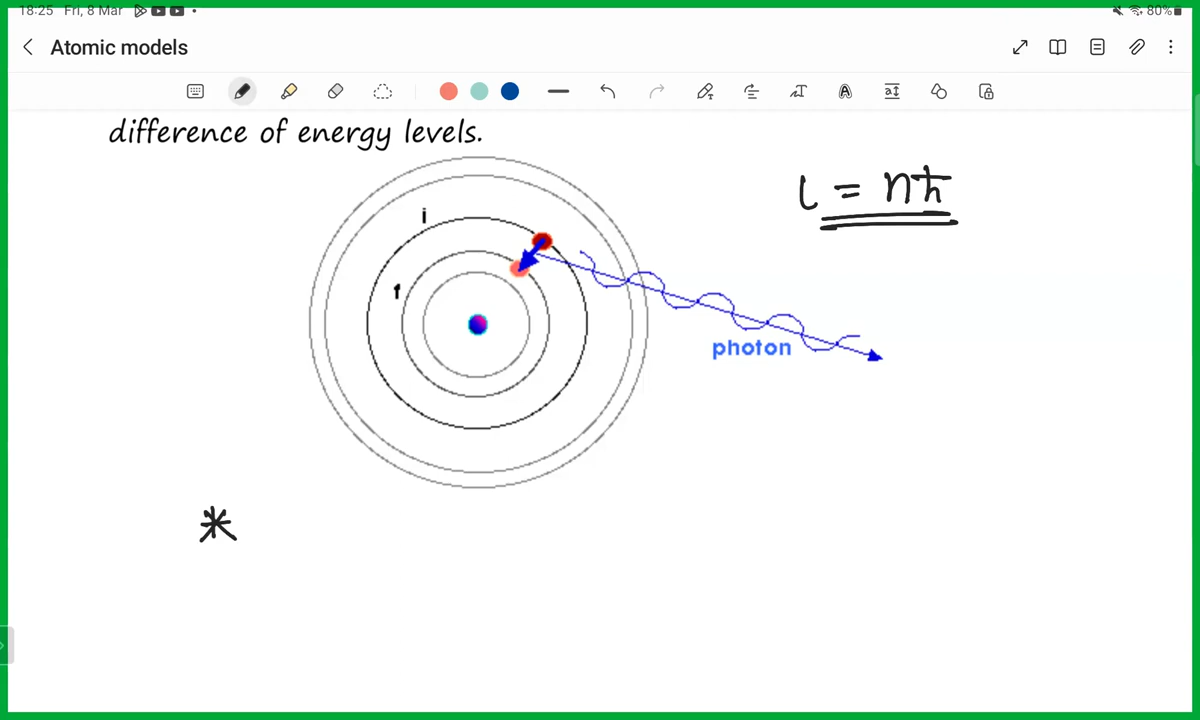 18:25 Fri, 8 Mar
80%
Atomic models
difference of energy levels.
L = nħ
i
f
photon
*